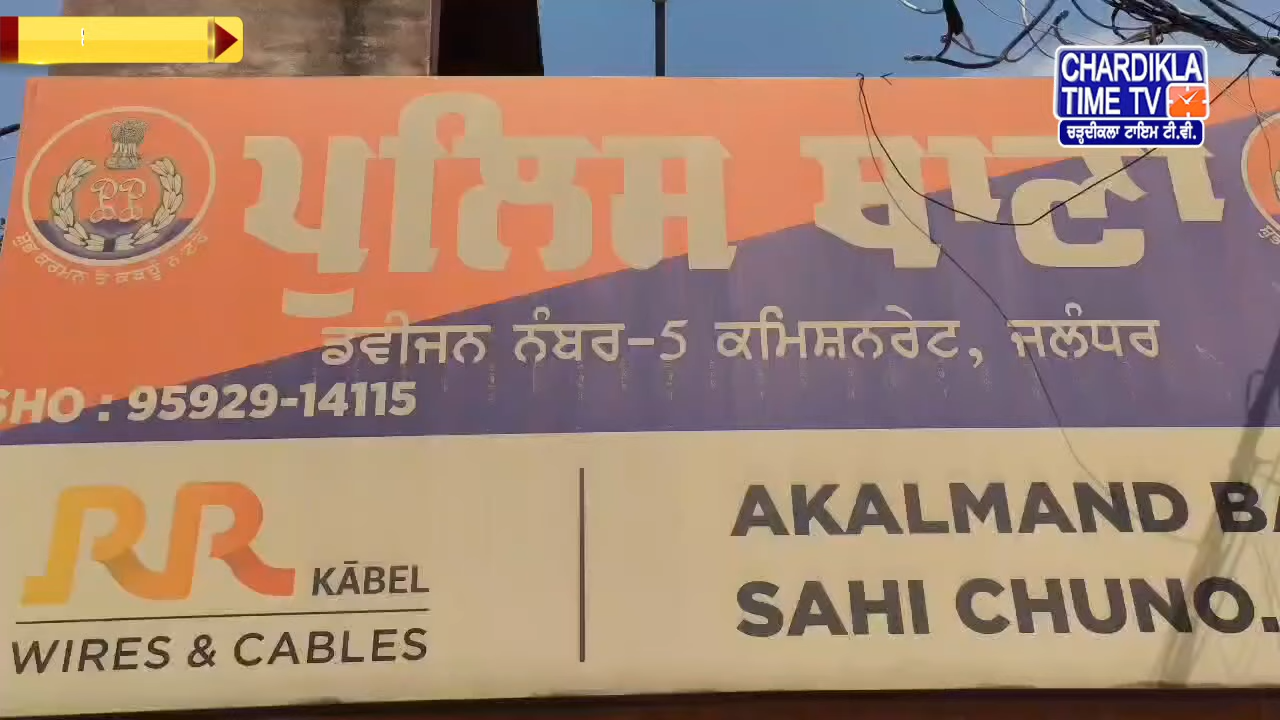 CHARDIKLA
TIME TV
ਚੜ੍ਹਦੀਕਲਾ ਟਾਇਮ ਟੀ.ਵੀ.
ਪੁਲਿਸ ਥਾਣਾ
ਡਵੀਜਨ ਨੰਬਰ-5 ਕਮਿਸ਼ਨਰੇਟ, ਜਲੰਧਰ
SHO : 95929-14115
RR KĀBEL
WIRES & CABLES
AKALMAND
SAHI CHUNO.